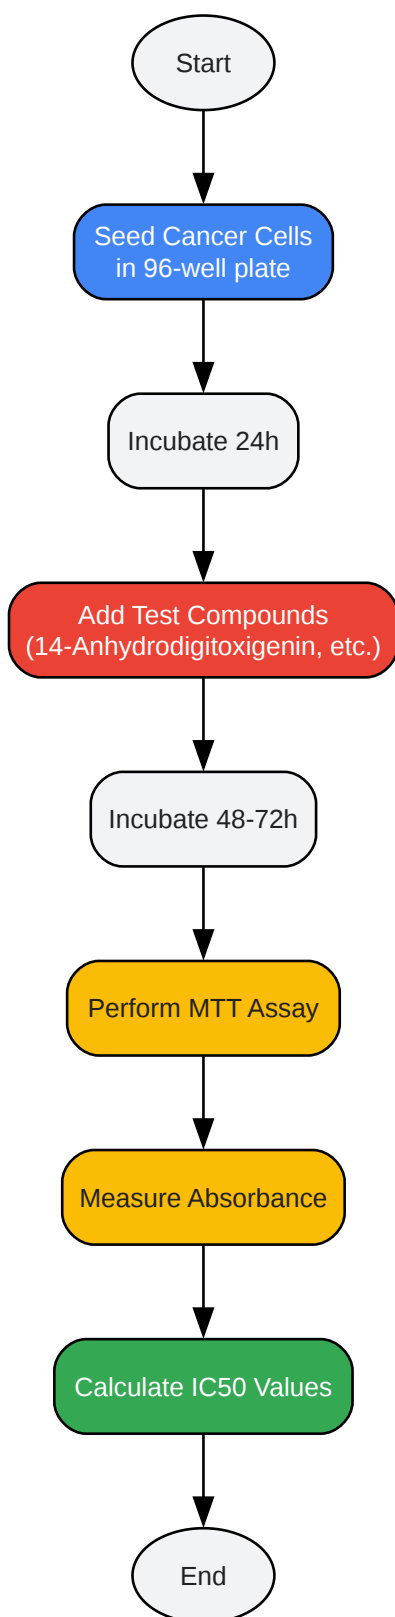 Start
Seed Cancer Cells
in 96-well plate
Incubate 24h
Add Test Compounds
(14-Anhydrodigitoxigenin, etc.)
Incubate 48-72h
Perform MTT Assay
Measure Absorbance
Calculate IC50 Values
End